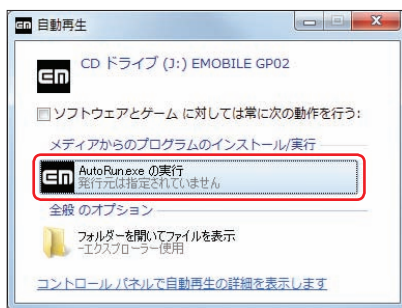 自動再生
CD ドライブ (J:) EMOBILE GP02
ソフトウェアとゲーム に対しては常に次の動作を行う:
メディアからのプログラムのインストール/実行
AutoRun.exe の実行
発行元は指定されていません
全般 のオプション
フォルダーを開いてファイルを表示
-エクスプローラー使用
コントロール パネルで自動再生の詳細を表示します